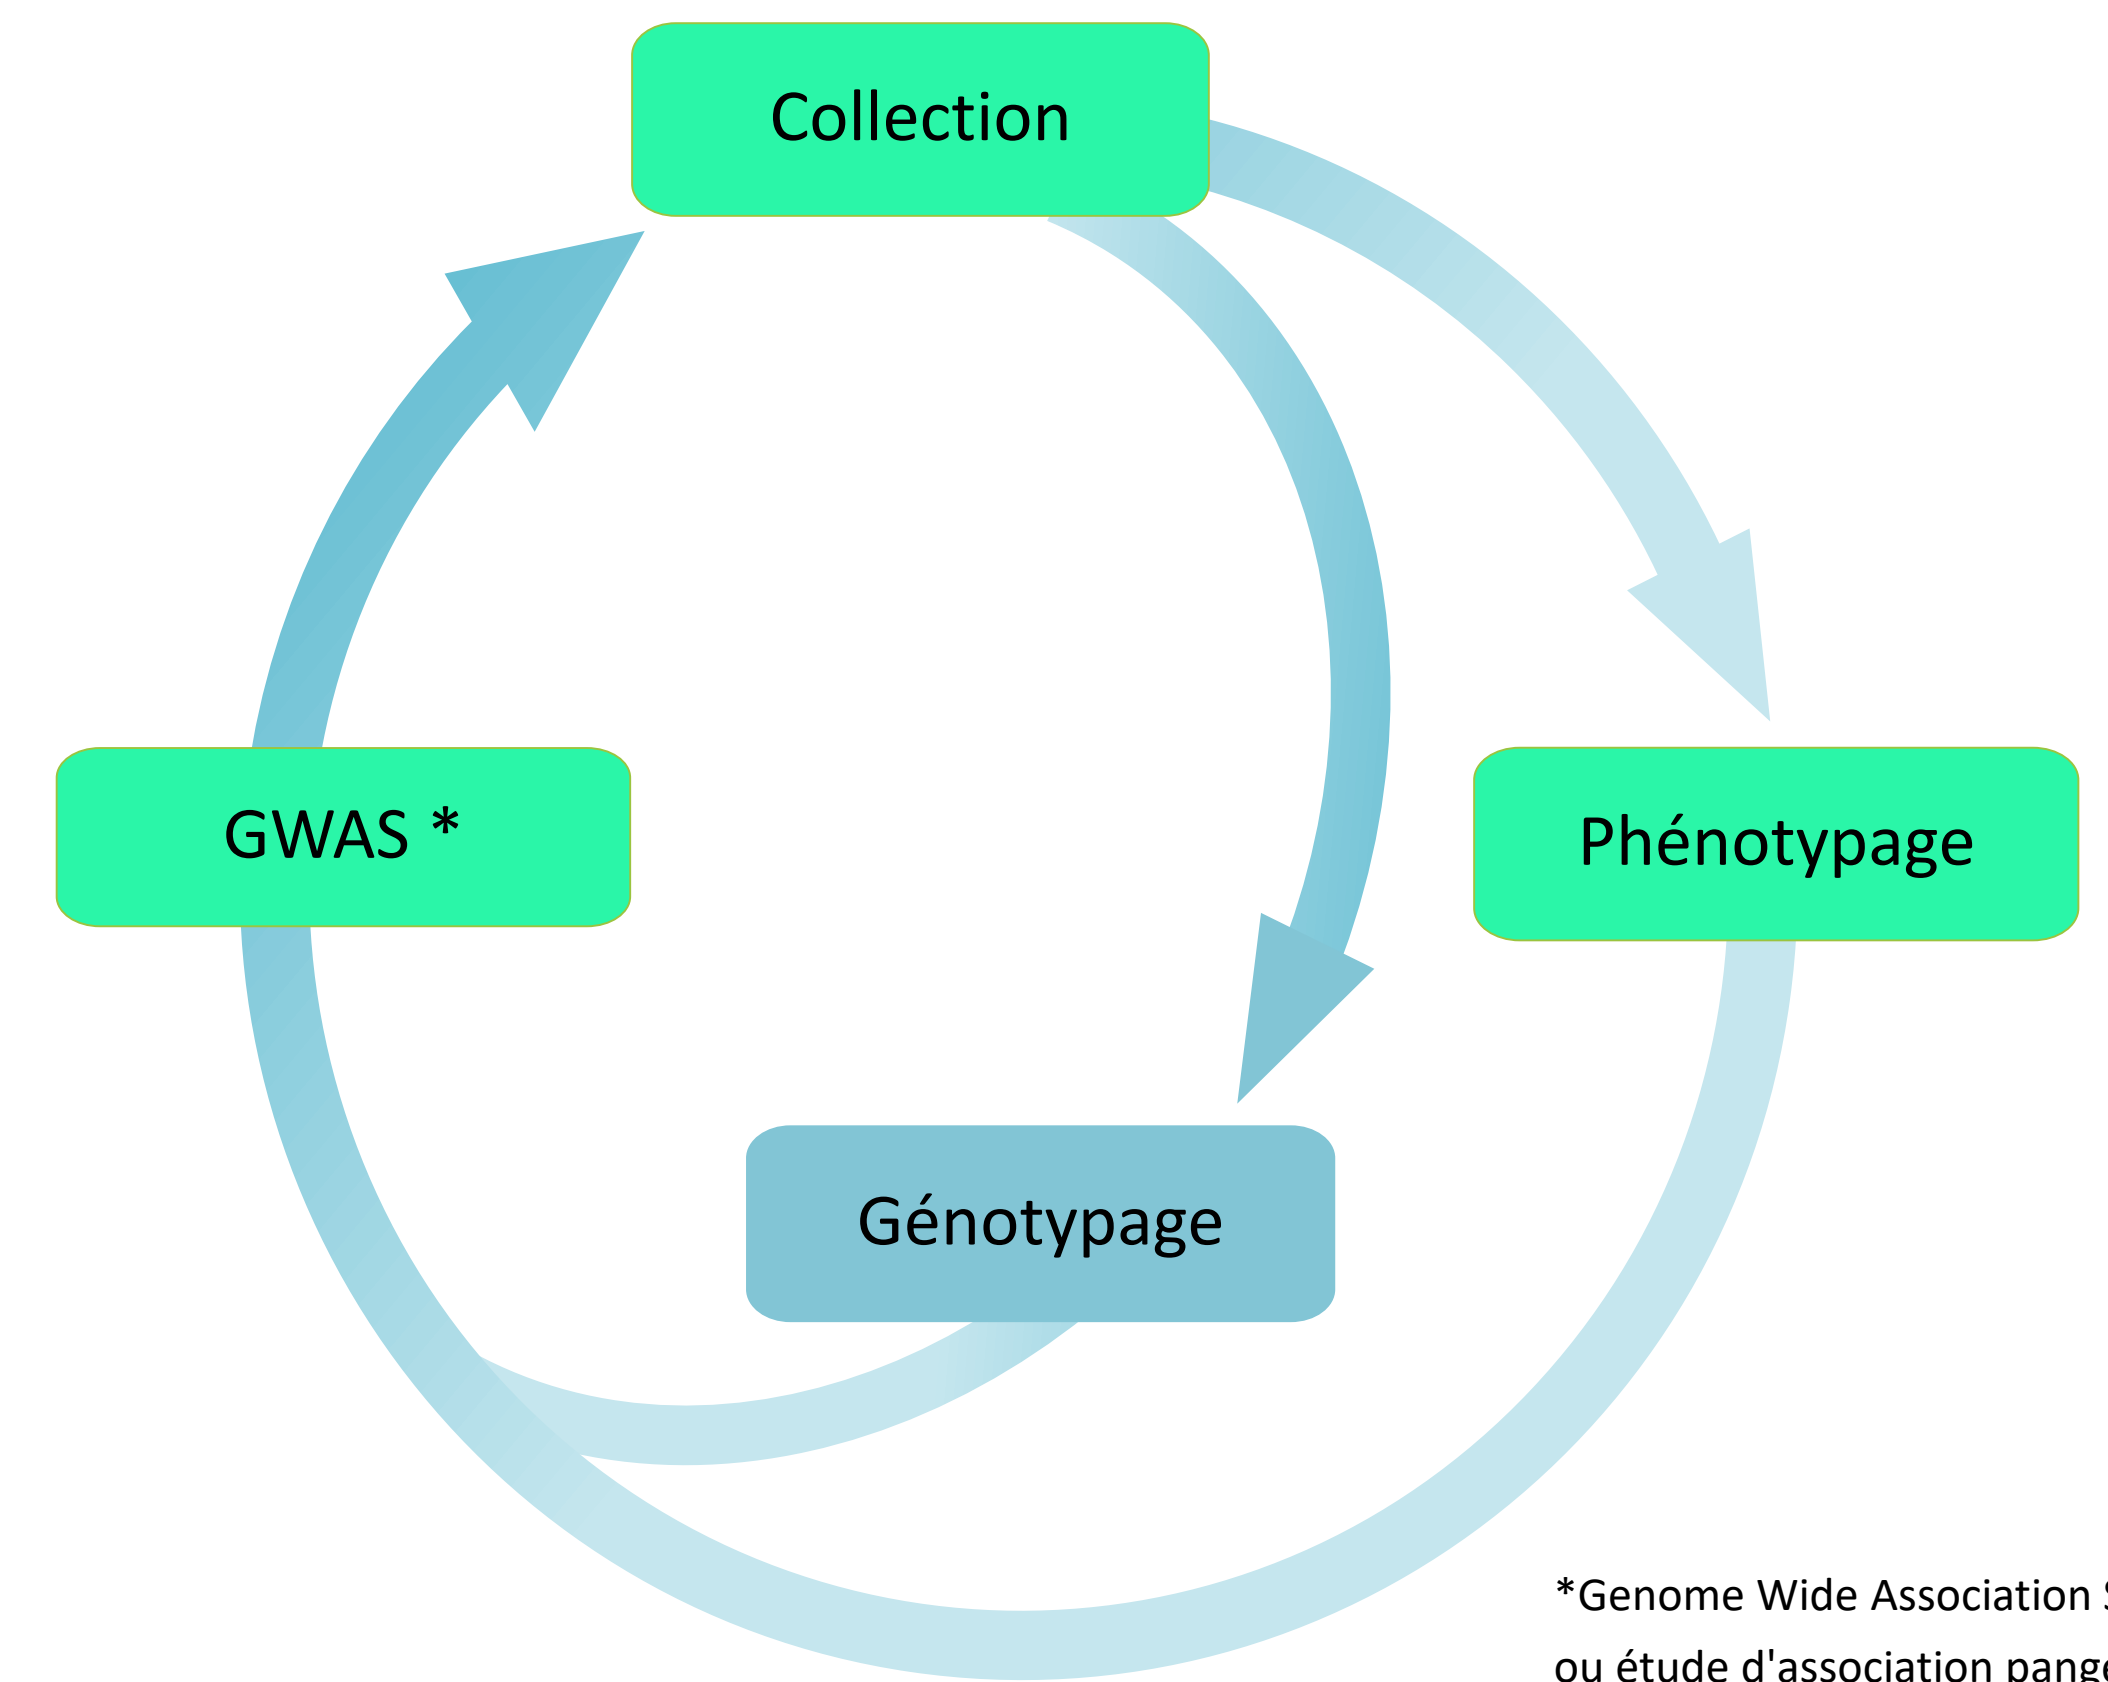 Collection
GWAS *
Phénotypage
Génotypage
*Genome Wide Association
ou étude d'association